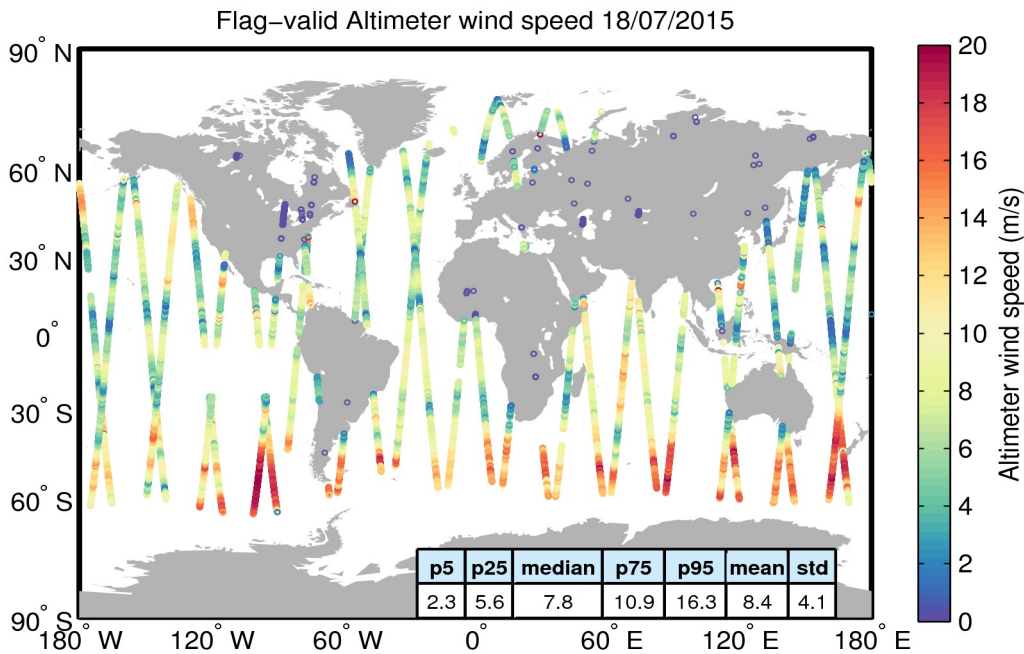 Flag−valid Altimeter wind speed 18/07/2015
90° N
60° N
30° N
0°
30° S
60° S
90° S
180° W
120° W
60° W
0°
60° E
120° E
180° E
p5 p25 median p75 p95 mean std
2.3 5.6 7.8 10.9 16.3 8.4 4.1
20
18
16
14
12
10
8
6
4
2
0
Altimeter wind speed (m/s)